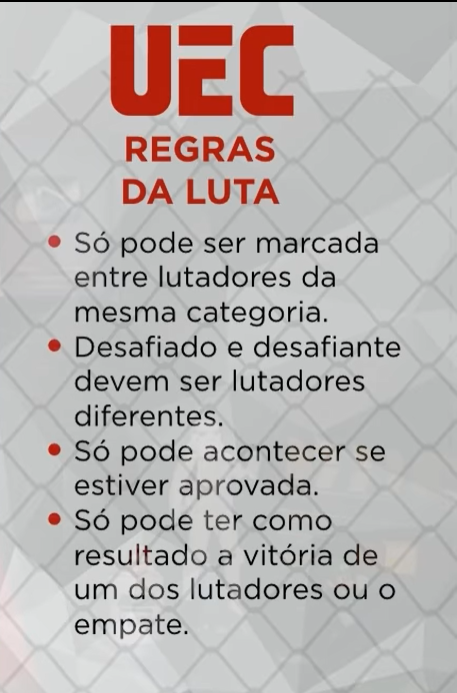 UEC
REGRAS
DA LUTA
• Só pode ser marcada
entre lutadores da
mesma categoria.
• Desafiado e desafiante
devem ser lutadores
diferentes.
• Só pode acontecer se
estiver aprovada.
• Só pode ter como
resultado a vitória de
um dos lutadores ou o
empate.